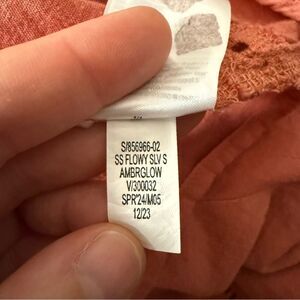 S/856966-02
SS FLOWY SLV S
AMBRGLOW
V/300032
SPR'24/M05
12/23